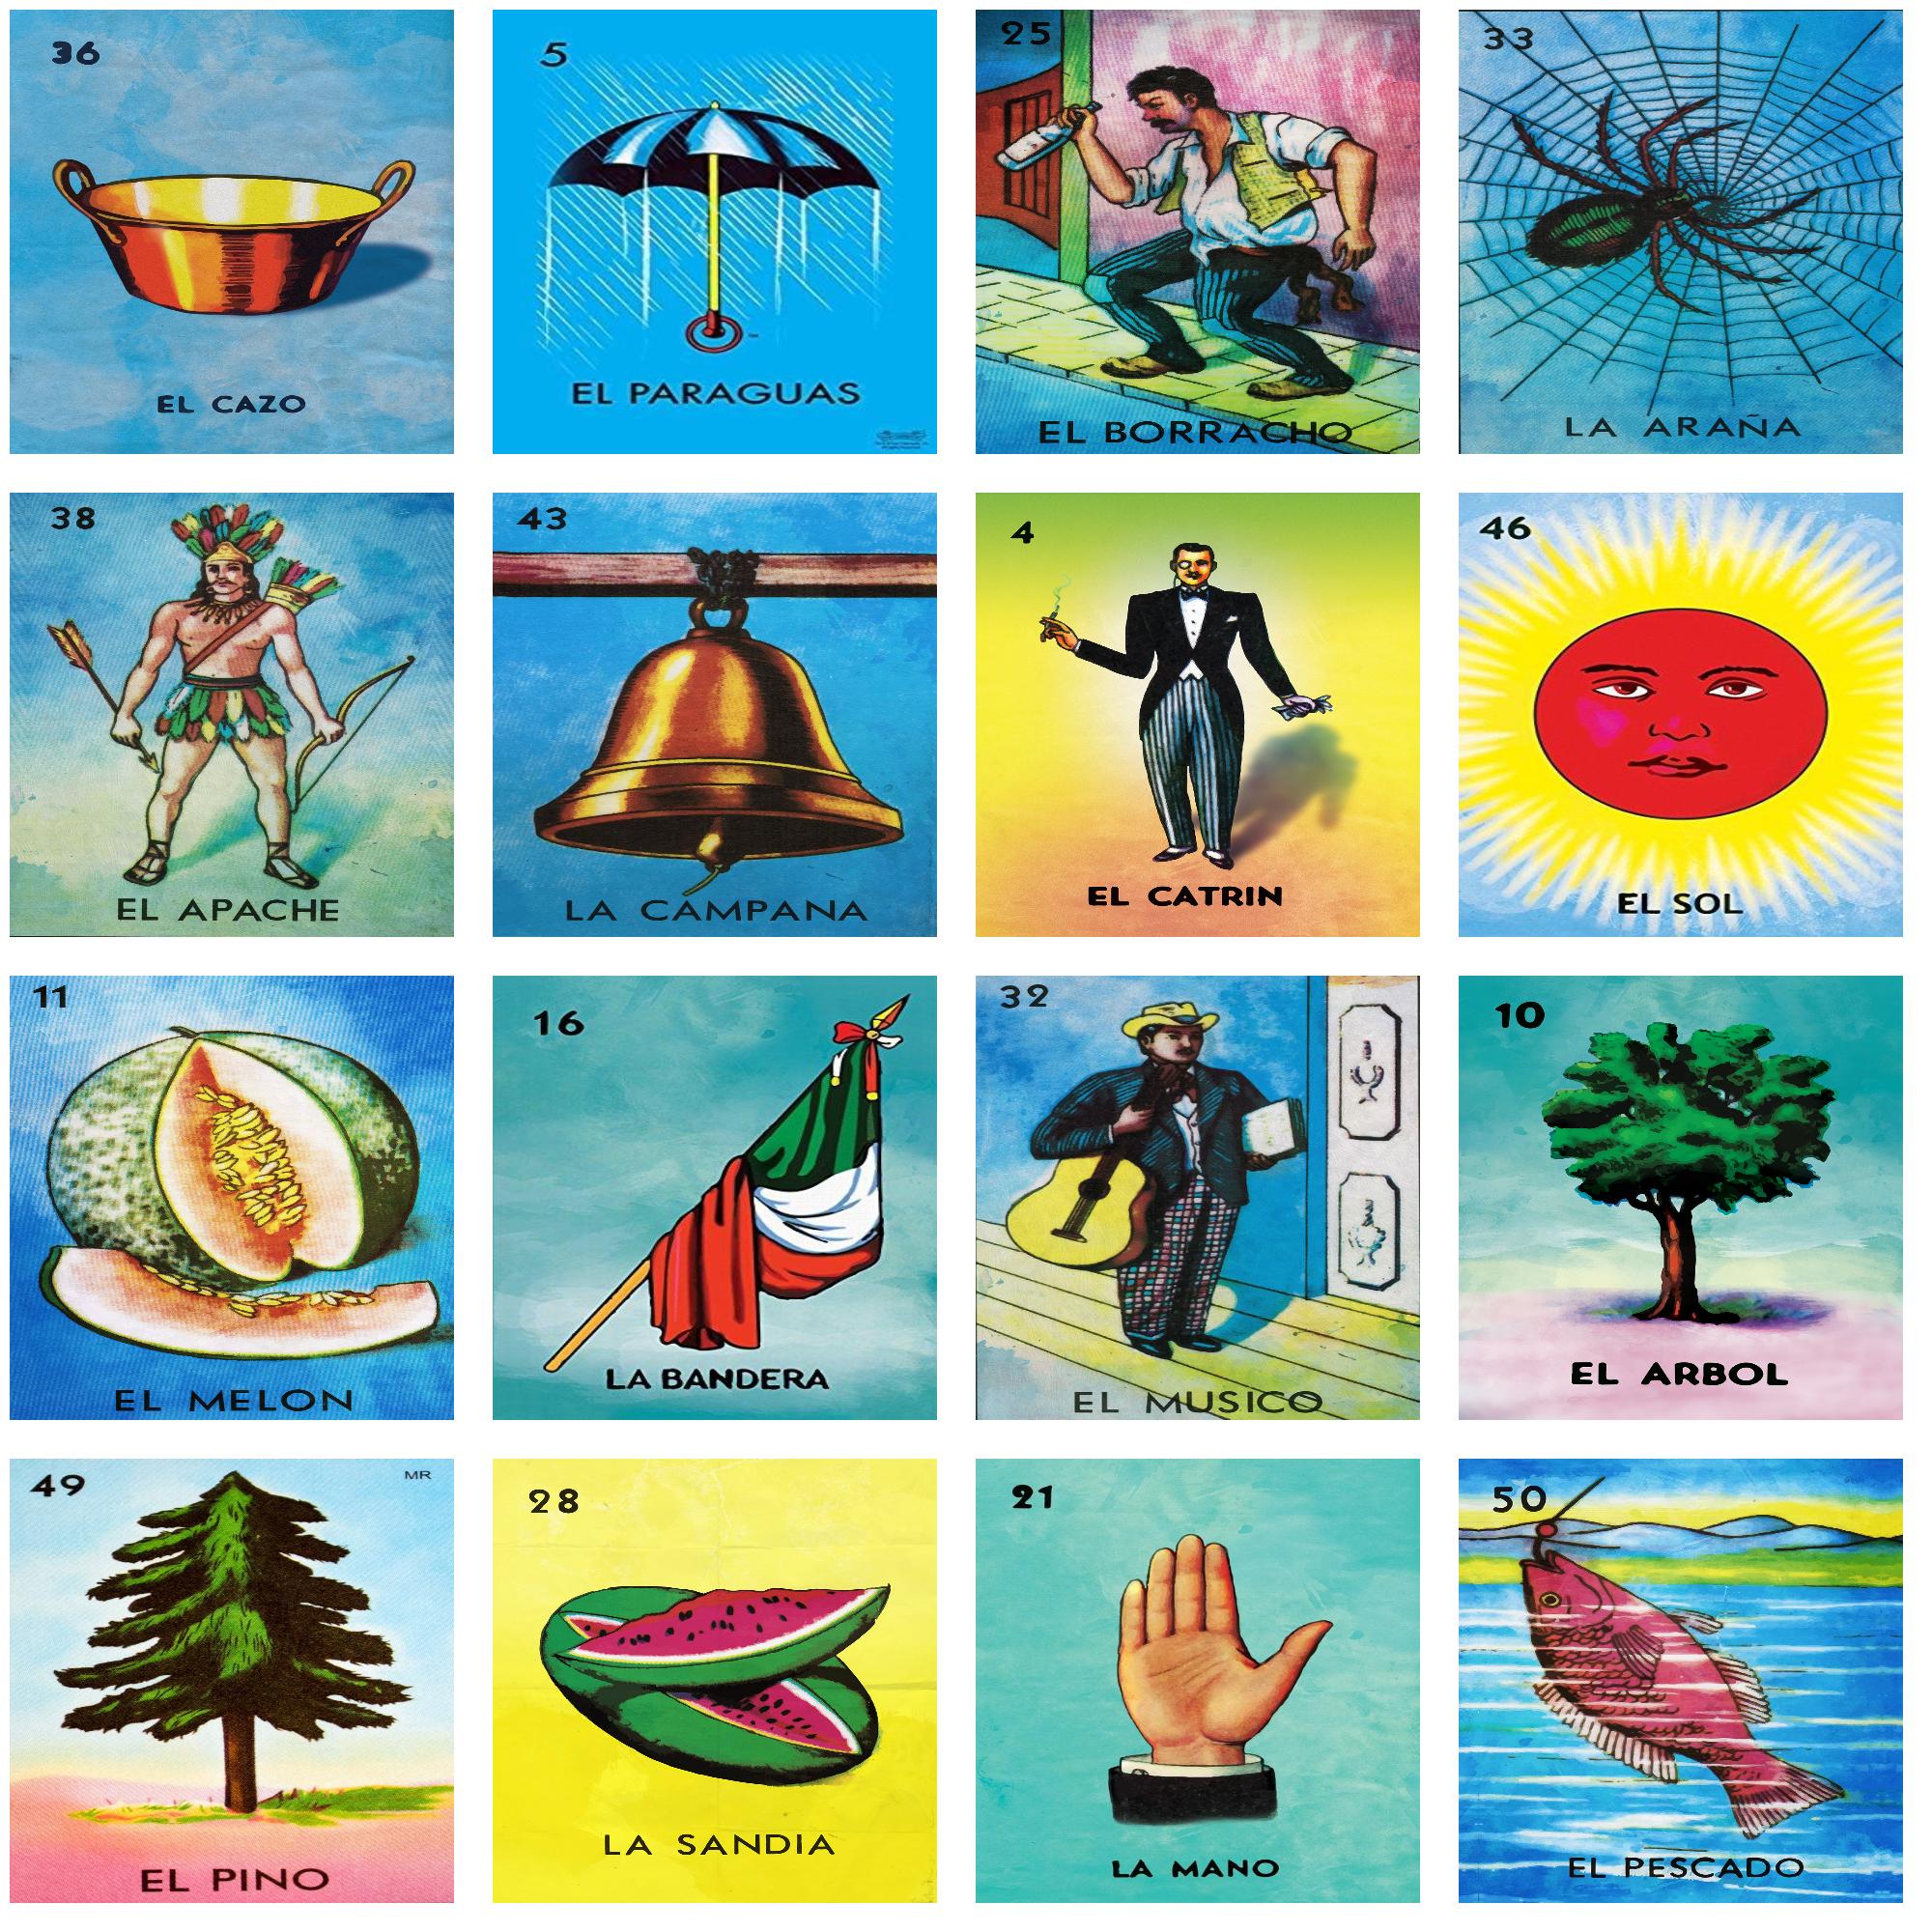 36
EL CAZO
5
EL PARAGUAS
25
EL BORRACHO
33
LA ARAÑA
38
EL APACHE
43
LA CAMPANA
4
EL CATRIN
46
EL SOL
11
EL MELON
16
LA BANDERA
32
EL MUSICO
10
EL ARBOL
49
MR
EL PINO
28
LA SANDIA
21
LA MANO
50
EL PESCADO